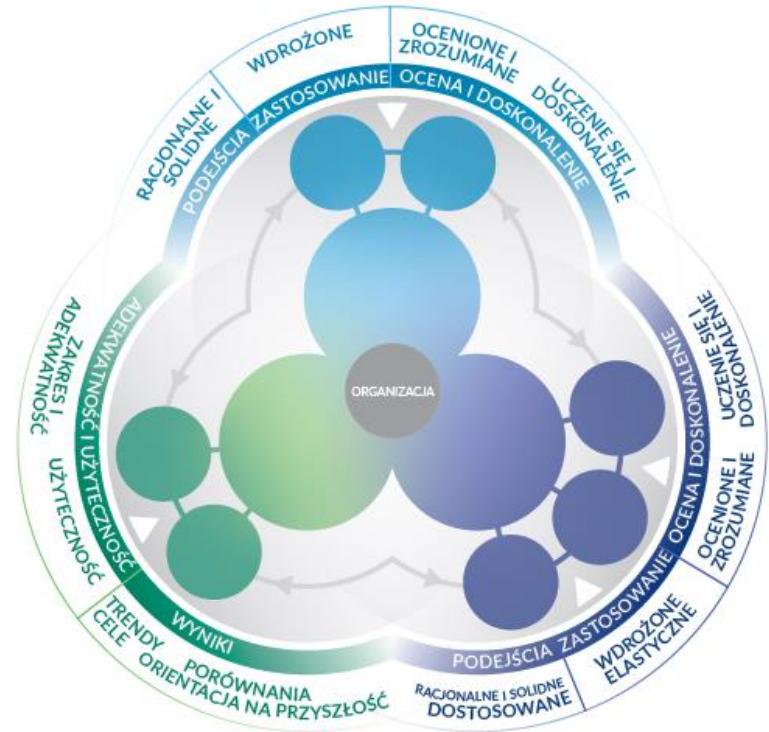 RACJONALNE I
SOLIDNE
WDROŻONE
OCENIONE I
ZROZUMIANE
UCZENIE SIĘ I
DOSKONALENIE
PODEJŚCIA
ZASTOSOWANIE
OCENA I DOSKONALENIE
ORGANIZACJA
UCZENE SIĘ I
DOSKONALENIE
OCENIONE I
ZROZUMIANE
OCENA I DOSKONALENIE
WDROŻONE
ELASTYCZNE
ZASTOSOWANIE
PODEJŚCIA
RACJONALNE I SOLIDNE
DOSTOSOWANE
ZAKRES I
ADEKWATNOŚĆ
UŻYTECZNOŚĆ
ADEKWATNOŚĆ I UŻYTECZNOŚĆ
WYNIKI
TRENDY
CELE
PORÓWNANIA
ORIENTACJA NA PRZYSZŁOŚĆ